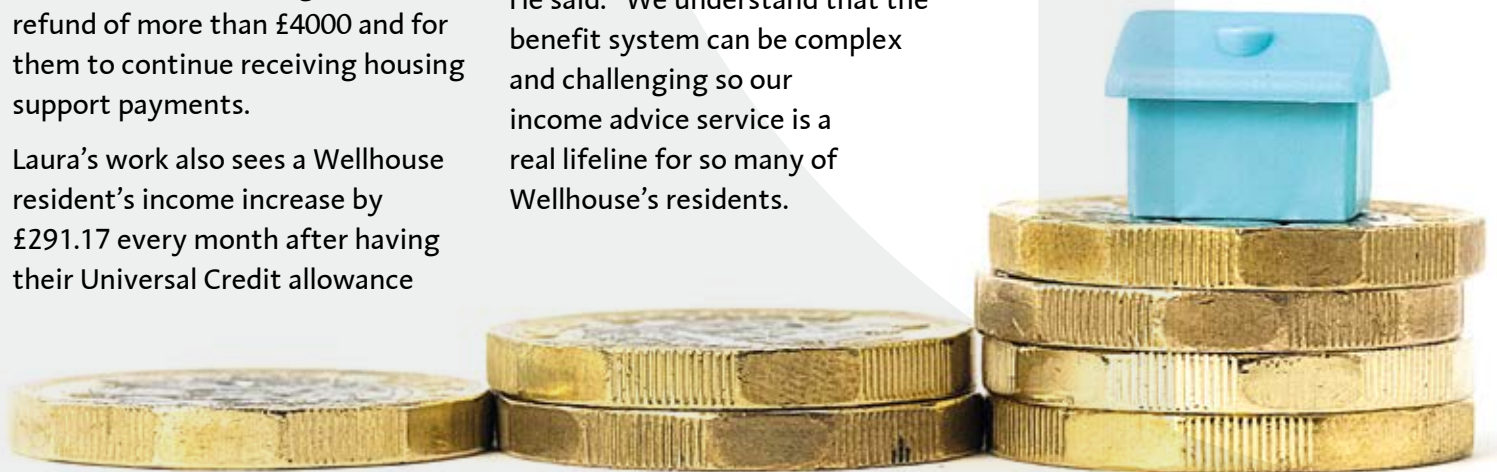 refund of more than £4000 and for
them to continue receiving housing
support payments.
Laura’s work also sees a Wellhouse
resident’s income increase by
£291.17 every month after having
their Universal Credit allowance
He said: “We understand that the
benefit system can be complex
and challenging so our
income advice service is a
real lifeline for so many of
Wellhouse’s residents.